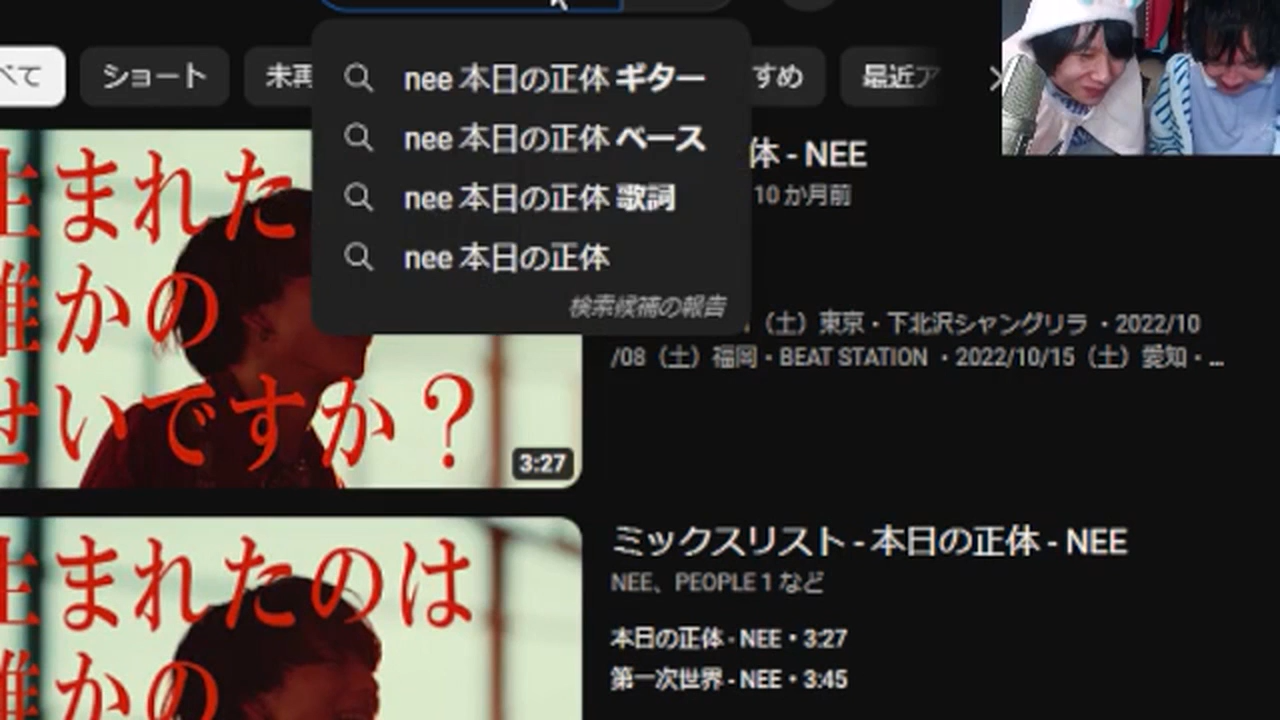 べて
ショート
未再
すめ
最近ア
nee 本日の正体 ギター
nee 本日の正体 ベース
nee 本日の正体 歌詞
nee 本日の正体
検索候補の報告
体 - NEE
10 か月前
（土）東京・下北沢シャングリラ ・2022/10
/08（土）福岡・BEAT STATION ・2022/10/15（土）愛知・...
生まれた
誰かの
せいですか？
3:27
生まれたのは
誰かの
ミックスリスト - 本日の正体 - NEE
NEE、PEOPLE 1 など
本日の正体 - NEE • 3:27
第一次世界 - NEE • 3:45